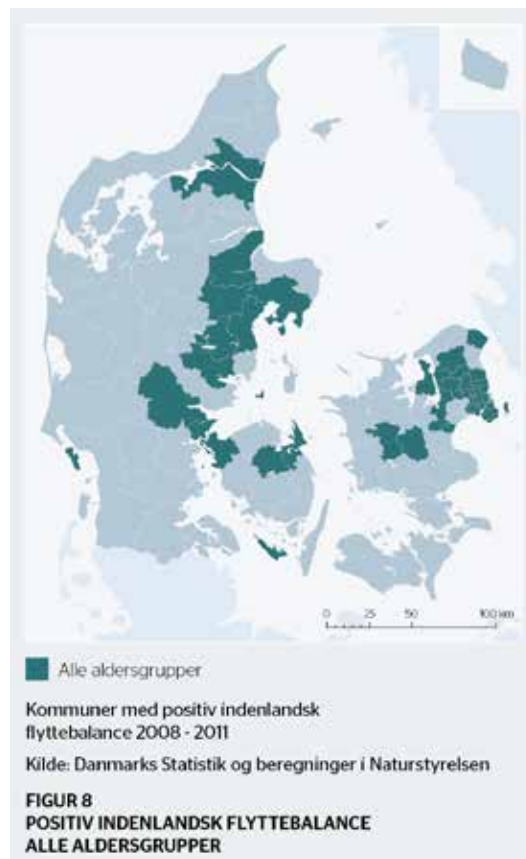 0 25 50 100 km
Alle aldersgrupper
Kommuner med positiv indenlandsk
flyttebalance 2008 - 2011
Kilde: Danmarks Statistik og beregninger i Naturstyrelsen
FIGUR 8
POSITIV INDENLANDSK FLYTTEBALANCE
ALLE ALDERSGRUPPER